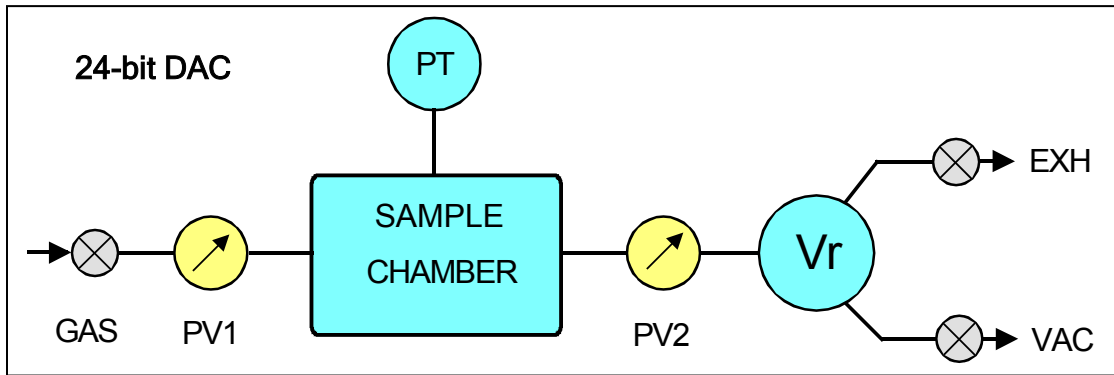 24-bit DAC
PT
SAMPLE
CHAMBER
GAS
PV1
PV2
Vr
EXH
VAC